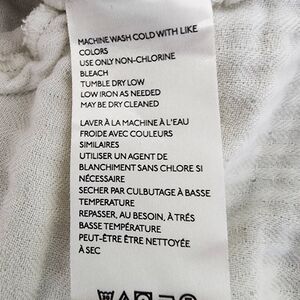 MACHINE WASH COLD WITH LIKE
COLORS
USE ONLY NON-CHLORINE
BLEACH
TUMBLE DRY LOW
LOW IRON AS NEEDED
MAY BE DRY CLEANED
LAVER À LA MACHINE À L'EAU
FROIDE AVEC COULEURS
SIMILAIRES
UTILISER UN AGENT DE
BLANCHIMENT SANS CHLORE SI
NÉCESSAIRE
SECHER PAR CULBUTAGE À BASSE
TEMPERATURE
REPASSER, AU BESOIN, À TRÉS
BASSE TEMPÉRATURE
PEUT-ÊTRE ÊTRE NETTOYÉE
À SEC